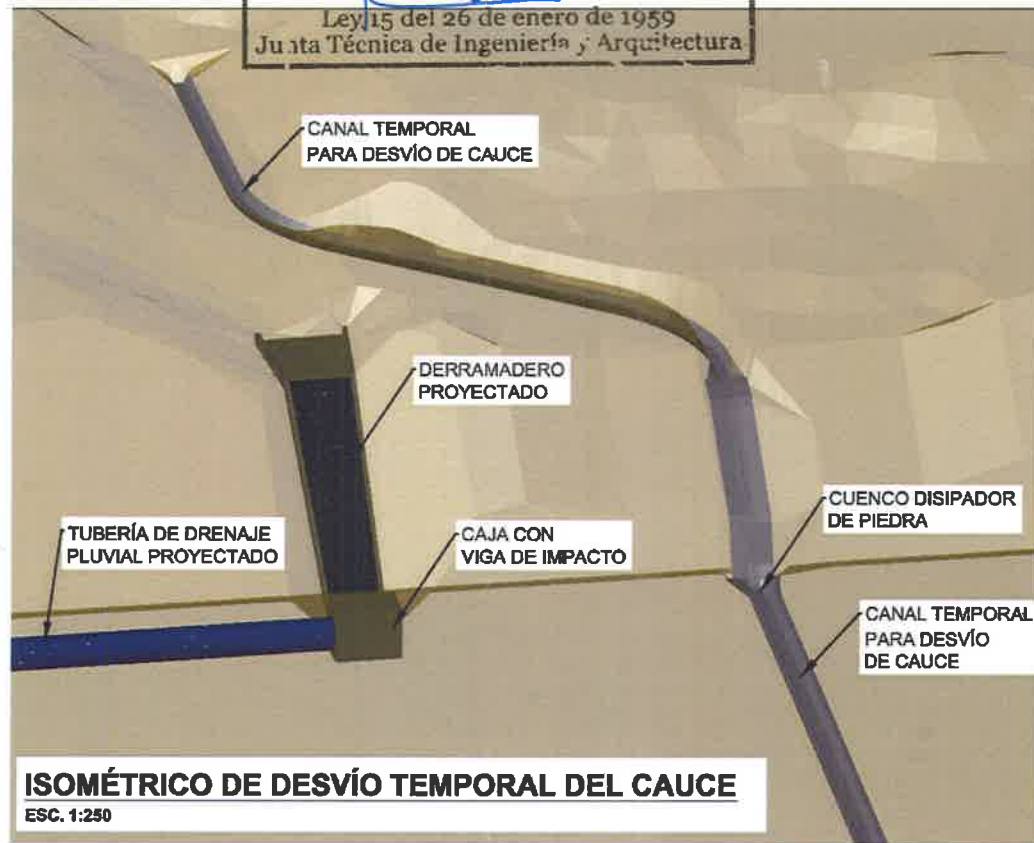 Ley 15 del 26 de enero de 1959
Junta Técnica de Ingeniería y Arquitectura
CANAL TEMPORAL
PARA DESVÍO DE CAUCE
DERRAMADERO
PROYECTADO
CUENCO DISIPADOR
DE PIEDRA
TUBERÍA DE DRENAJE
PLUVIAL PROYECTADO
CAJA CON
VIGA DE IMPACTO
CANAL TEMPORAL
PARA DESVÍO
DE CAUCE
ISOMÉTRICO DE DESVÍO TEMPORAL DEL CAUCE
ESC. 1:250